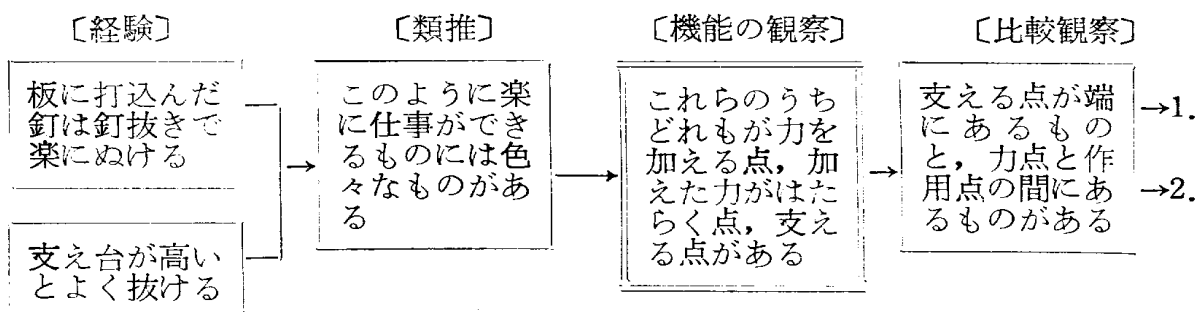 〔経験〕
板に打込んだ
釘は釘抜きで
楽にぬける
支え台が高い
とよく抜ける
〔類推〕
このように楽
に仕事ができ
るものには色
々なものがあ
る
〔機能の観察〕
これらのうち
どれもが力を
加える点，加
えた力がはた
らく点，支え
る点がある
〔比較観察〕
支える点が端
にあるもの
と，力点と作
用点の間にあ
るものがある
→1.
→2.